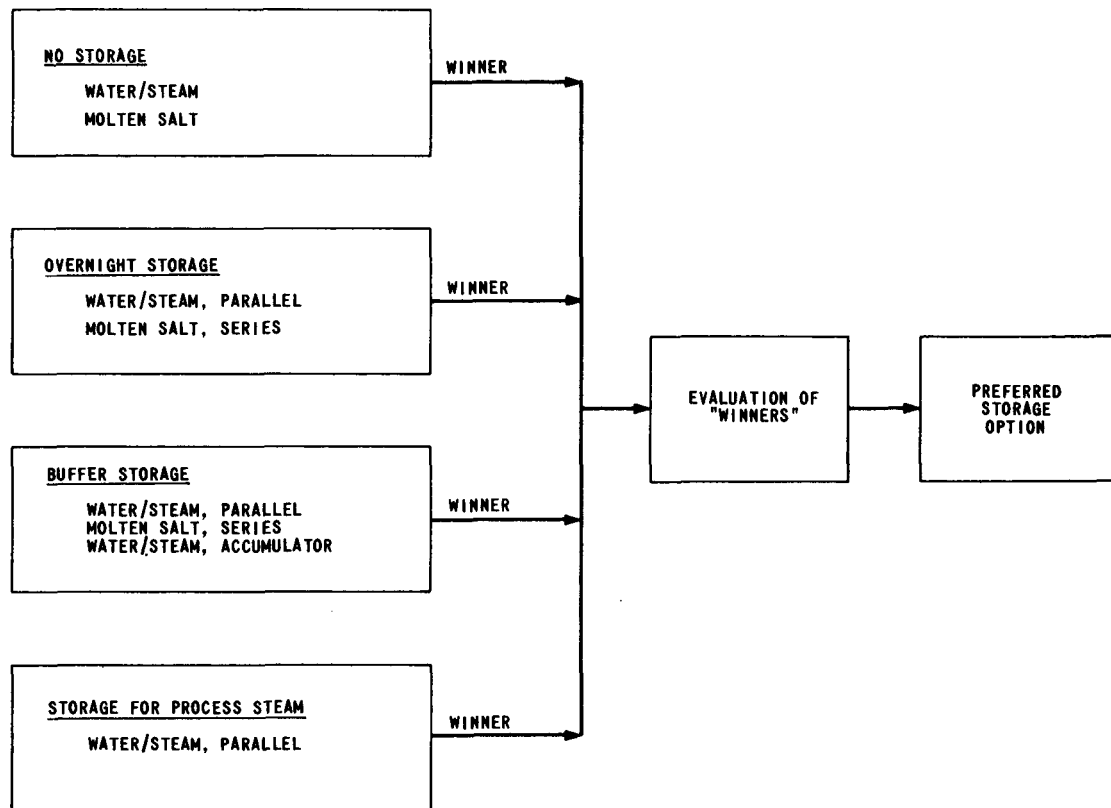 NO STORAGE
WATER/STEAM
MOLTEN SALT
WINNER
OVERNIGHT STORAGE
WATER/STEAM, PARALLEL
MOLTEN SALT, SERIES
WINNER
BUFFER STORAGE
WATER/STEAM, PARALLEL
MOLTEN SALT, SERIES
WATER/STEAM, ACCUMULATOR
WINNER
STORAGE FOR PROCESS STEAM
WATER/STEAM, PARALLEL
WINNER
EVALUATION OF
"WINNERS"
PREFERRED
STORAGE
OPTION